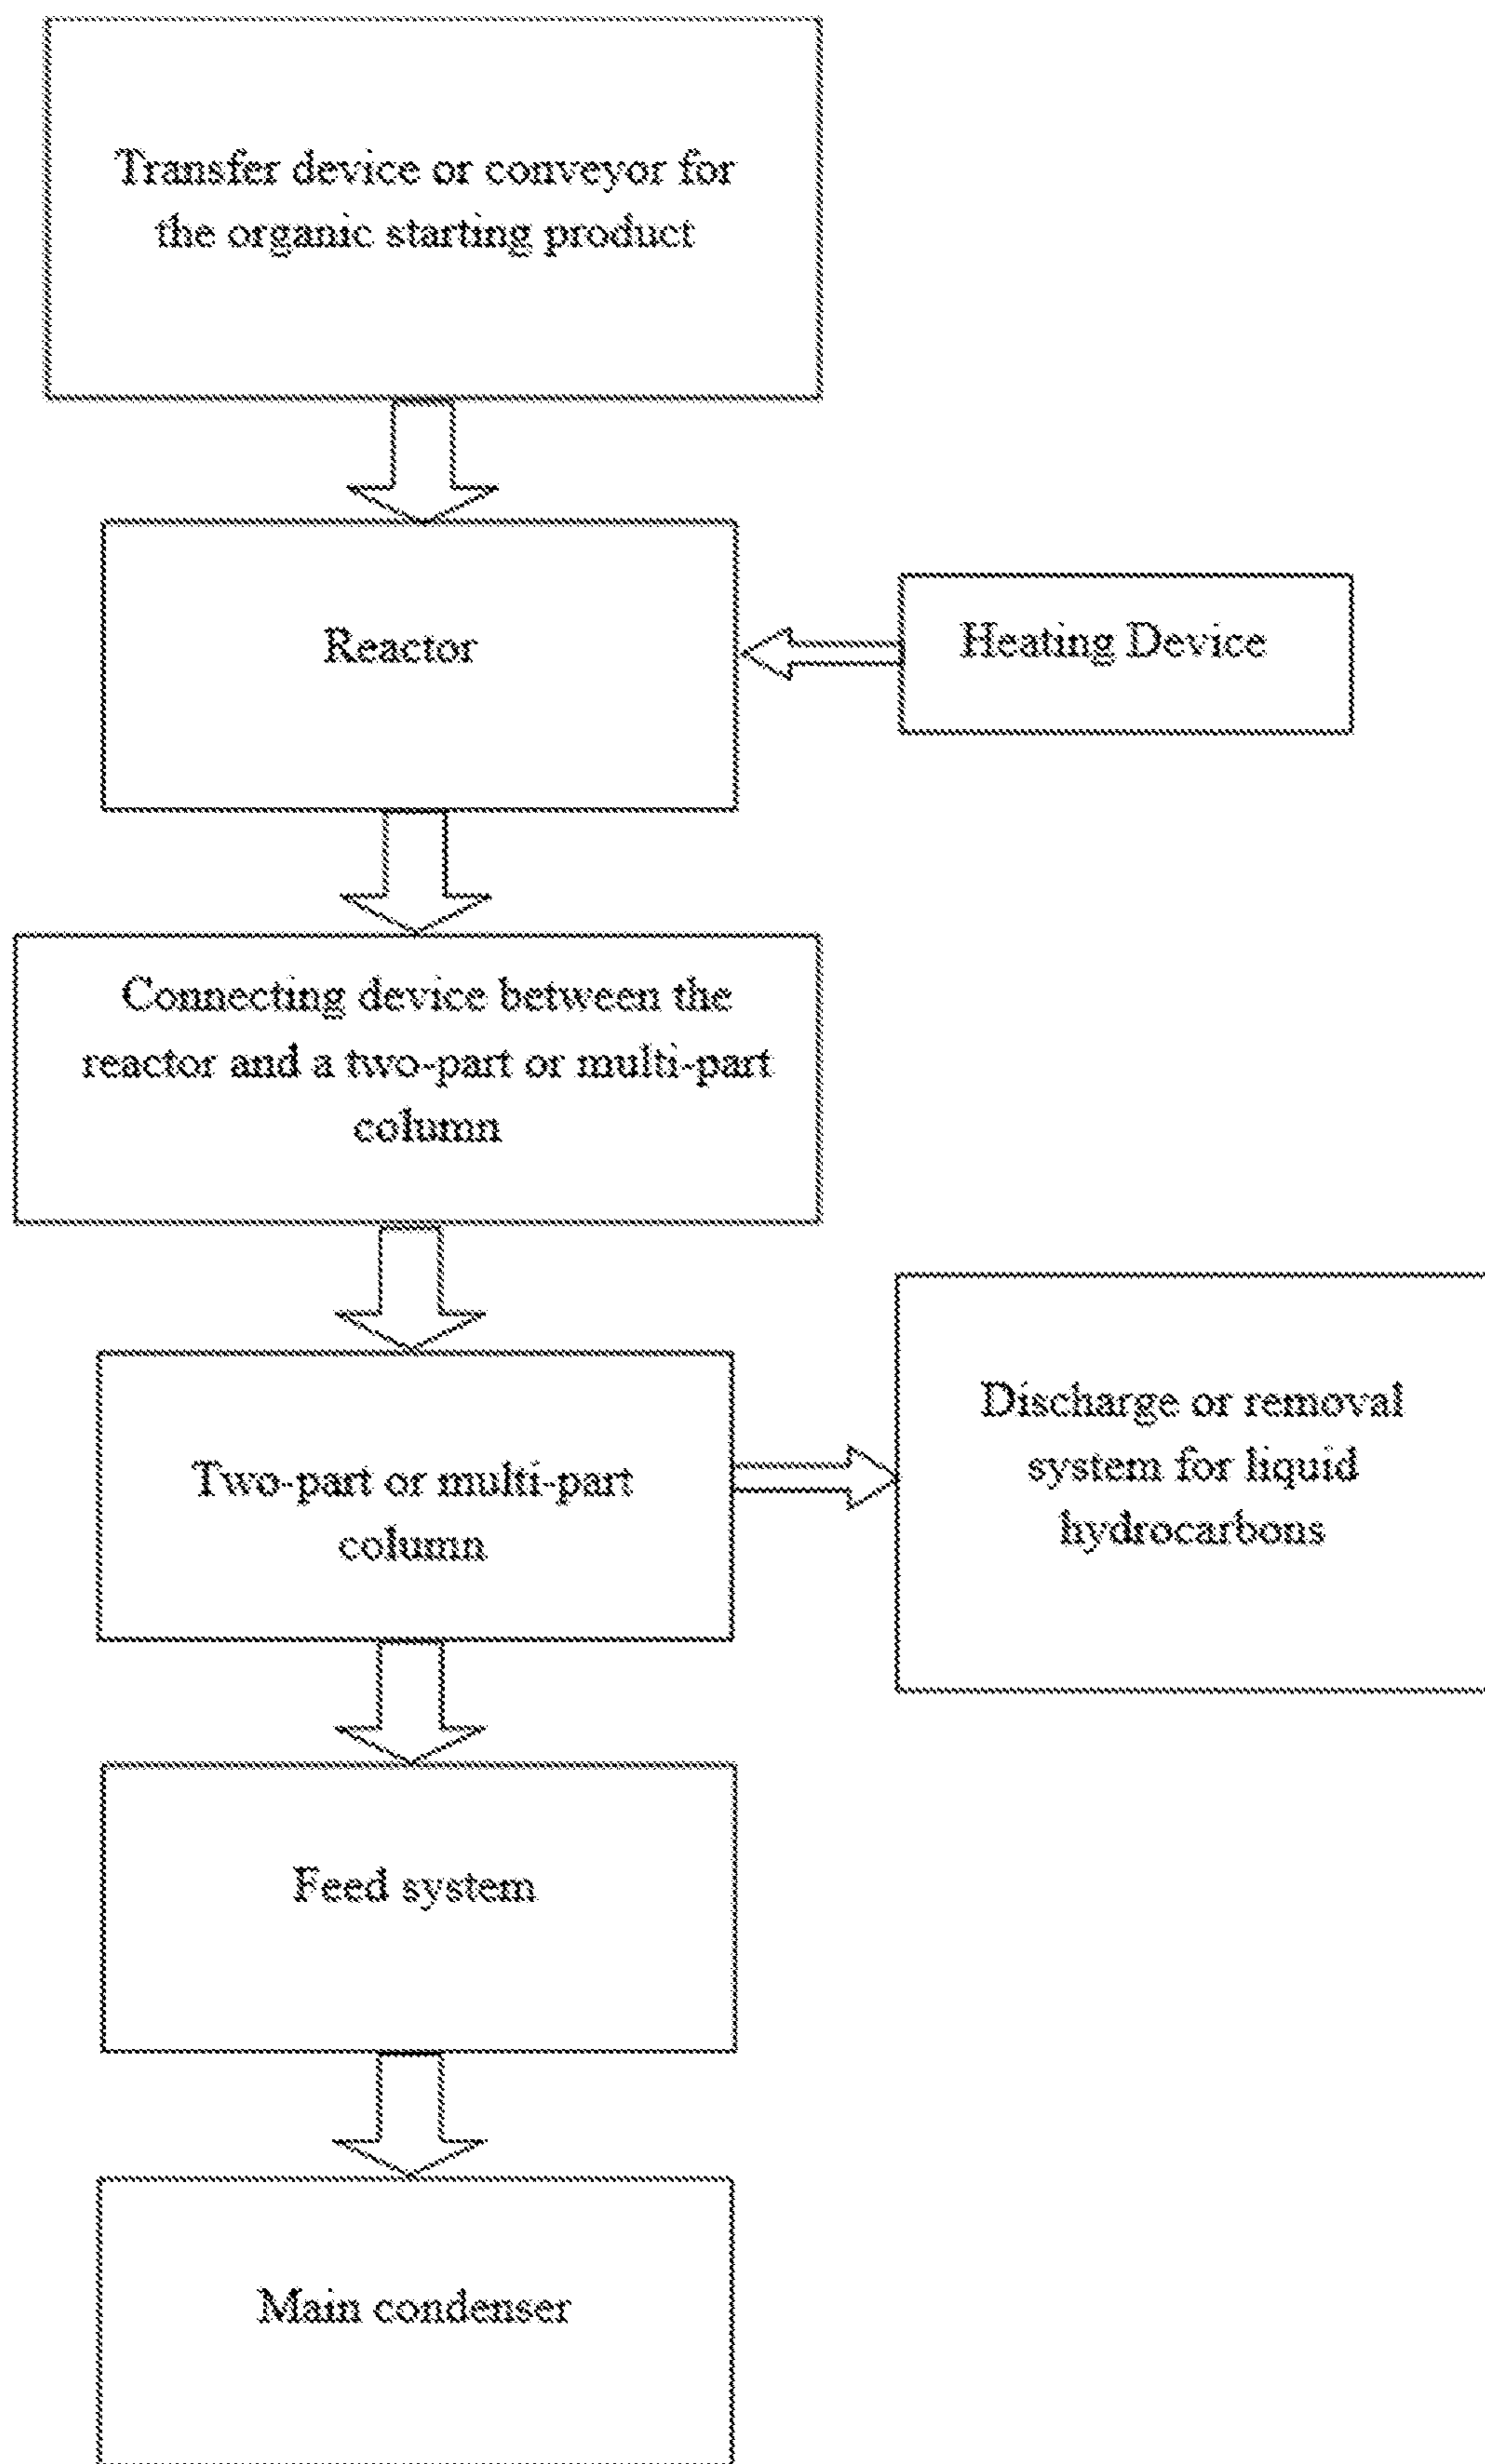 Transfer device or conveyor for
the organic starting product
Reactor
Heating Device
Connecting device between the
reactor and a two-part or multi-part
column
Two-part or multi-part
column
Discharge or removal
system for liquid
hydrocarbons
Feed system
Main condenser